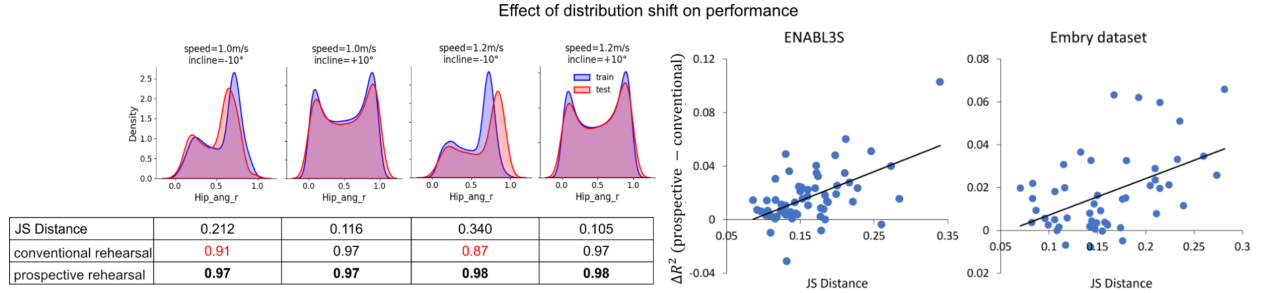 Effect of distribution shift on performance
speed=1.0m/s
incline=-10°
speed=1.0m/s
incline=+10°
speed=1.2m/s
incline=-10°
speed=1.2m/s
incline=+10°
train
test
Density
2.5
2.0
1.5
1.0
0.5
0.0
0.0 0.5 1.0
0.0 0.5 1.0
0.0 0.5 1.0
0.0 0.5 1.0
Hip_ang_r
Hip_ang_r
Hip_ang_r
Hip_ang_r
JS Distance 0.212 0.116 0.340 0.105
conventional rehearsal 0.91 0.97 0.87 0.97
prospective rehearsal 0.97 0.97 0.98 0.98
ENABL3S
ΔR² (prospective − conventional)
0.12
0.08
0.04
0
-0.04
0.05 0.15 0.25 0.35
JS Distance
Embry dataset
0.08
0.06
0.04
0.02
0
0.02
0.05 0.1 0.15 0.2 0.25 0.3
JS Distance